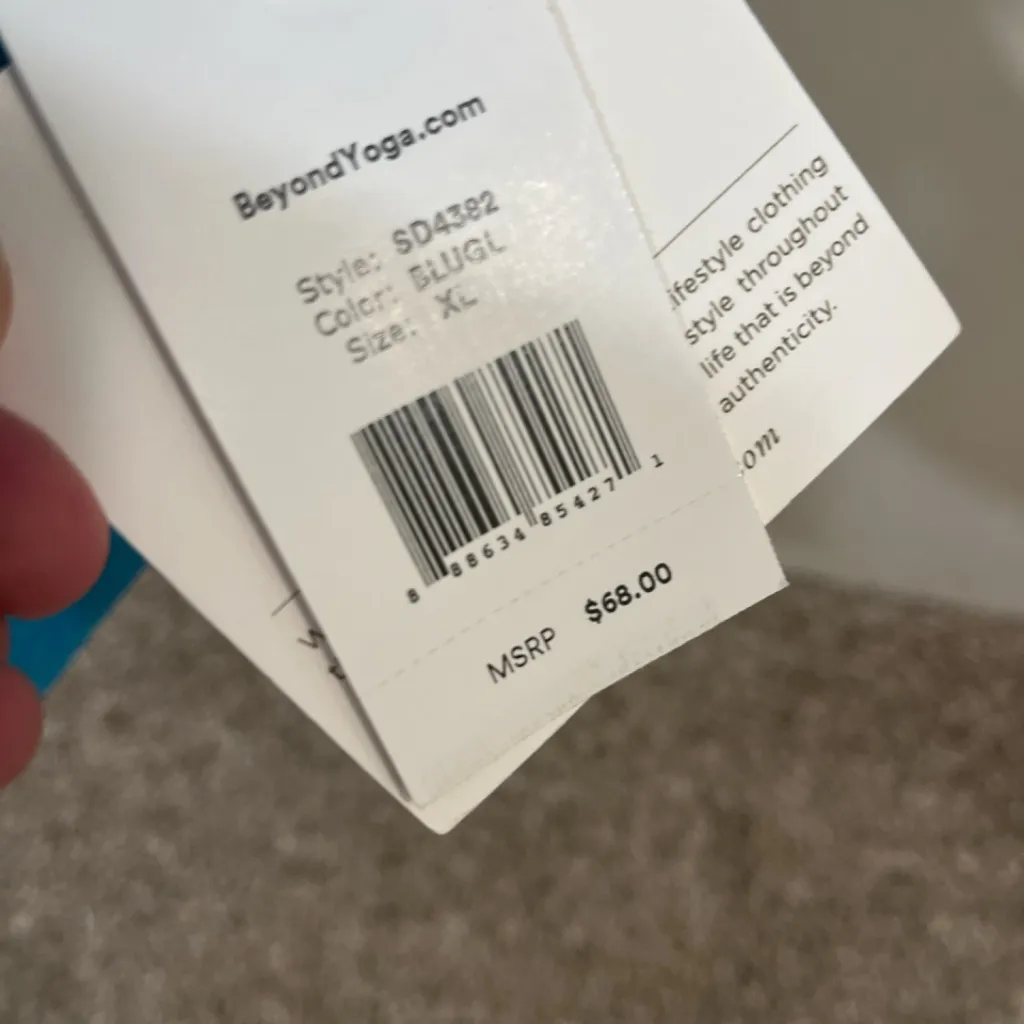 BeyondYoga.com
Style: SD4382
Color: BLUGL
Size: XL
8 88634 85427 1
MSRP $68.00
lifestyle clothing
style throughout
life that is beyond
authenticity.